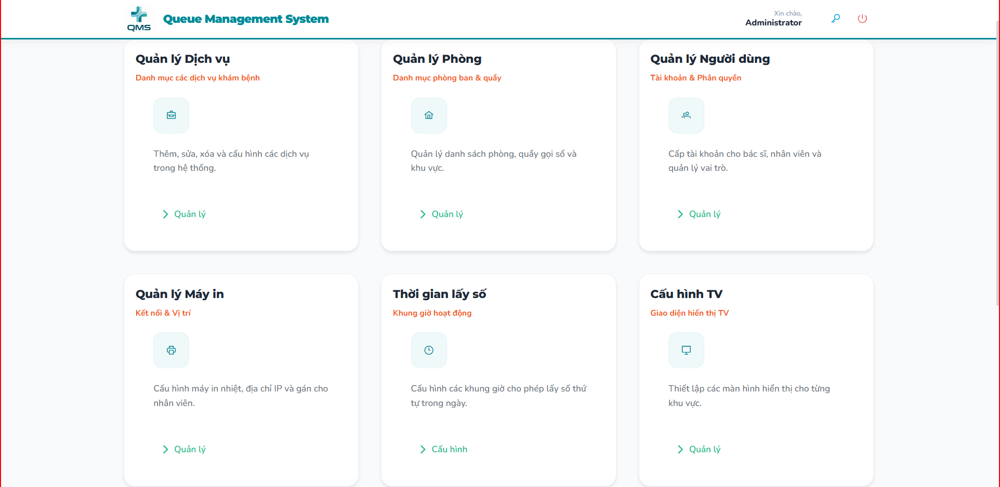 QMS
Queue Management System
Xin chào,
Administrator
Quản lý Dịch vụ
Danh mục các dịch vụ khám bệnh
Thêm, sửa, xóa và cấu hình các dịch vụ
trong hệ thống.
Quản lý
Quản lý Phòng
Danh mục phòng ban & quầy
Quản lý danh sách phòng, quầy gọi số và
khu vực.
Quản lý
Quản lý Người dùng
Tài khoản & Phân quyền
Cấp tài khoản cho bác sĩ, nhân viên và
quản lý vai trò.
Quản lý
Quản lý Máy in
Kết nối & Vị trí
Cấu hình máy in nhiệt, địa chỉ IP và gán cho
nhân viên.
Quản lý
Thời gian lấy số
Khung giờ hoạt động
Cấu hình các khung giờ cho phép lấy số thứ
tự trong ngày.
Cấu hình
Cấu hình TV
Giao diện hiển thị TV
Thiết lập các màn hình hiển thị cho từng
khu vực.
Quản lý